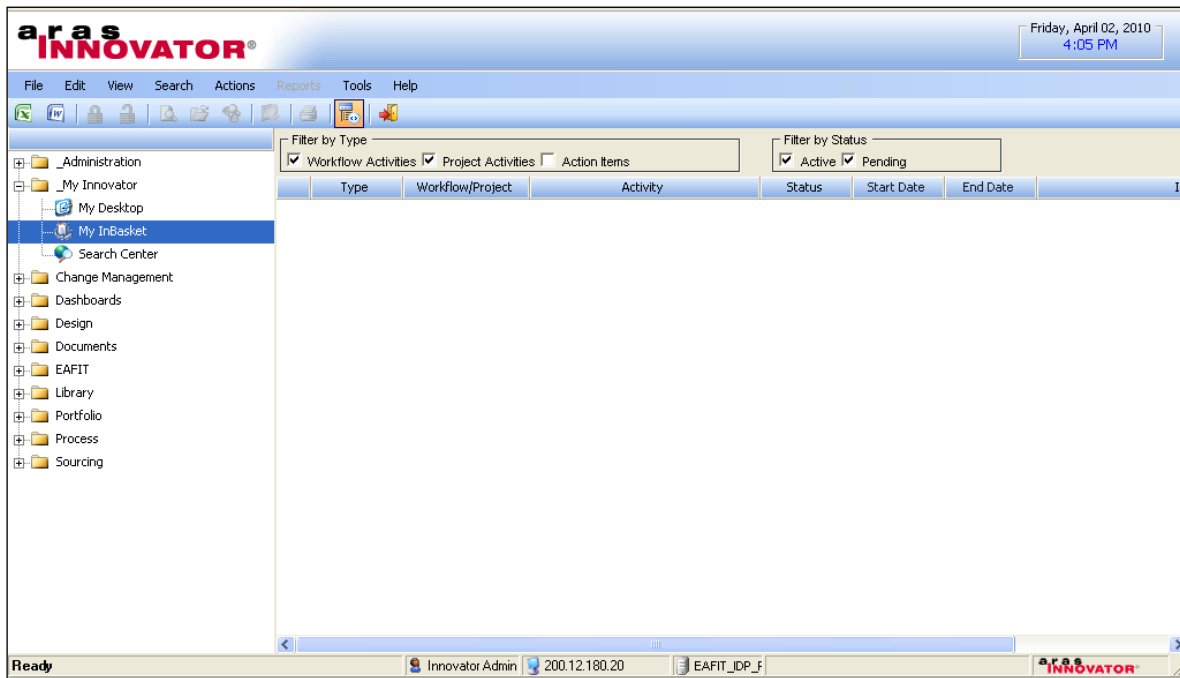 aras
INNOVATOR®
Friday, April 02, 2010
4:05 PM
File Edit View Search Actions Reports Tools Help
Filter by Type
Workflow Activities Project Activities Action Items
Filter by Status
Active Pending
_Administration
_My Innovator
My Desktop
My InBasket
Search Center
Change Management
Dashboards
Design
Documents
EAFIT
Library
Portfolio
Process
Sourcing
Type Workflow/Project Activity Status Start Date End Date I
Ready Innovator Admin 200.12.180.20 EAFIT_IDP_F
aras
INNOVATOR